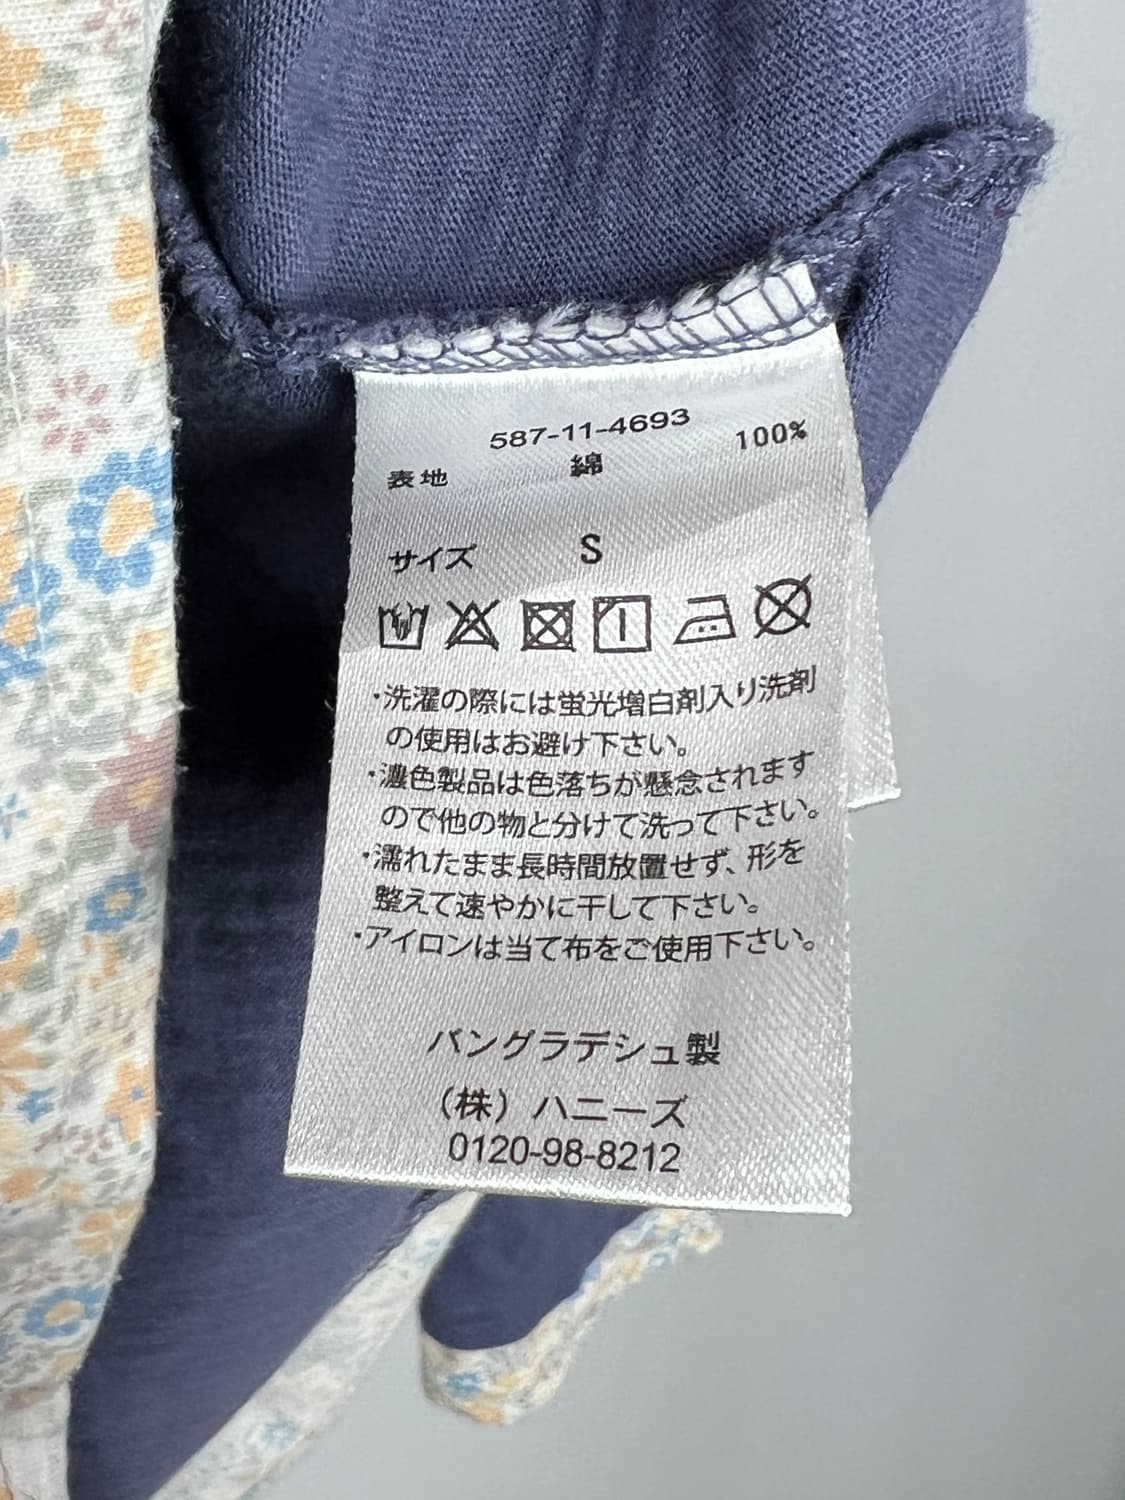 587-11-4693
表地 綿 100%
サイズ S
・洗濯の際には蛍光増白剤入り洗剤
の使用はお避け下さい。
・濃色製品は色落ちが懸念されます
ので他の物と分けて洗って下さい。
・濡れたまま長時間放置せず、形を
整えて速やかに干して下さい。
・アイロンは当て布をご使用下さい。
バングラデシュ製
（株）ハニーズ
0120-98-8212